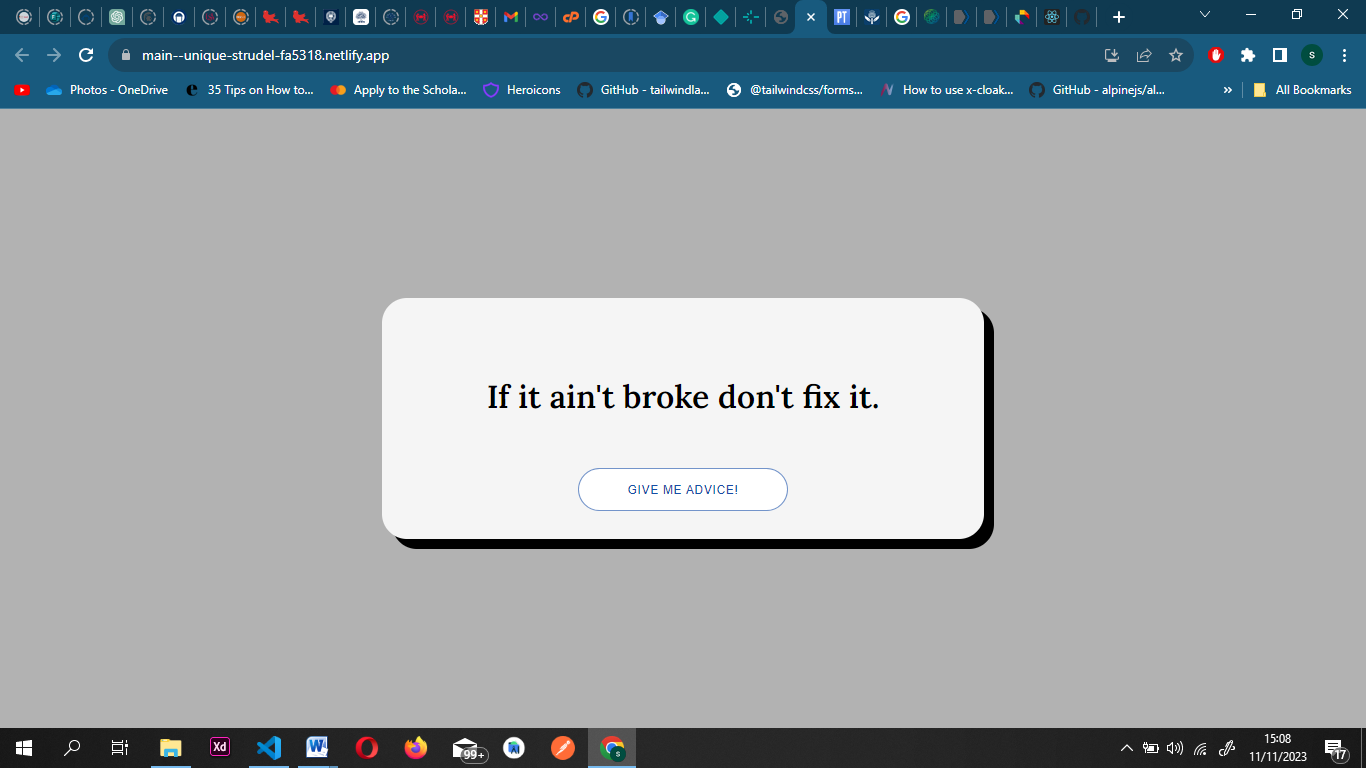 main--unique-strudel-fa5318.netlify.app
S
Photos - OneDrive
35 Tips on How to...
Apply to the Schola...
Heroicons
GitHub - tailwindla...
@tailwindcss/forms...
How to use x-cloak...
GitHub - alpinejs/al...
»
All Bookmarks
If it ain't broke don't fix it.
GIVE ME ADVICE!
Xd
99+
15:08
11/11/2023
17